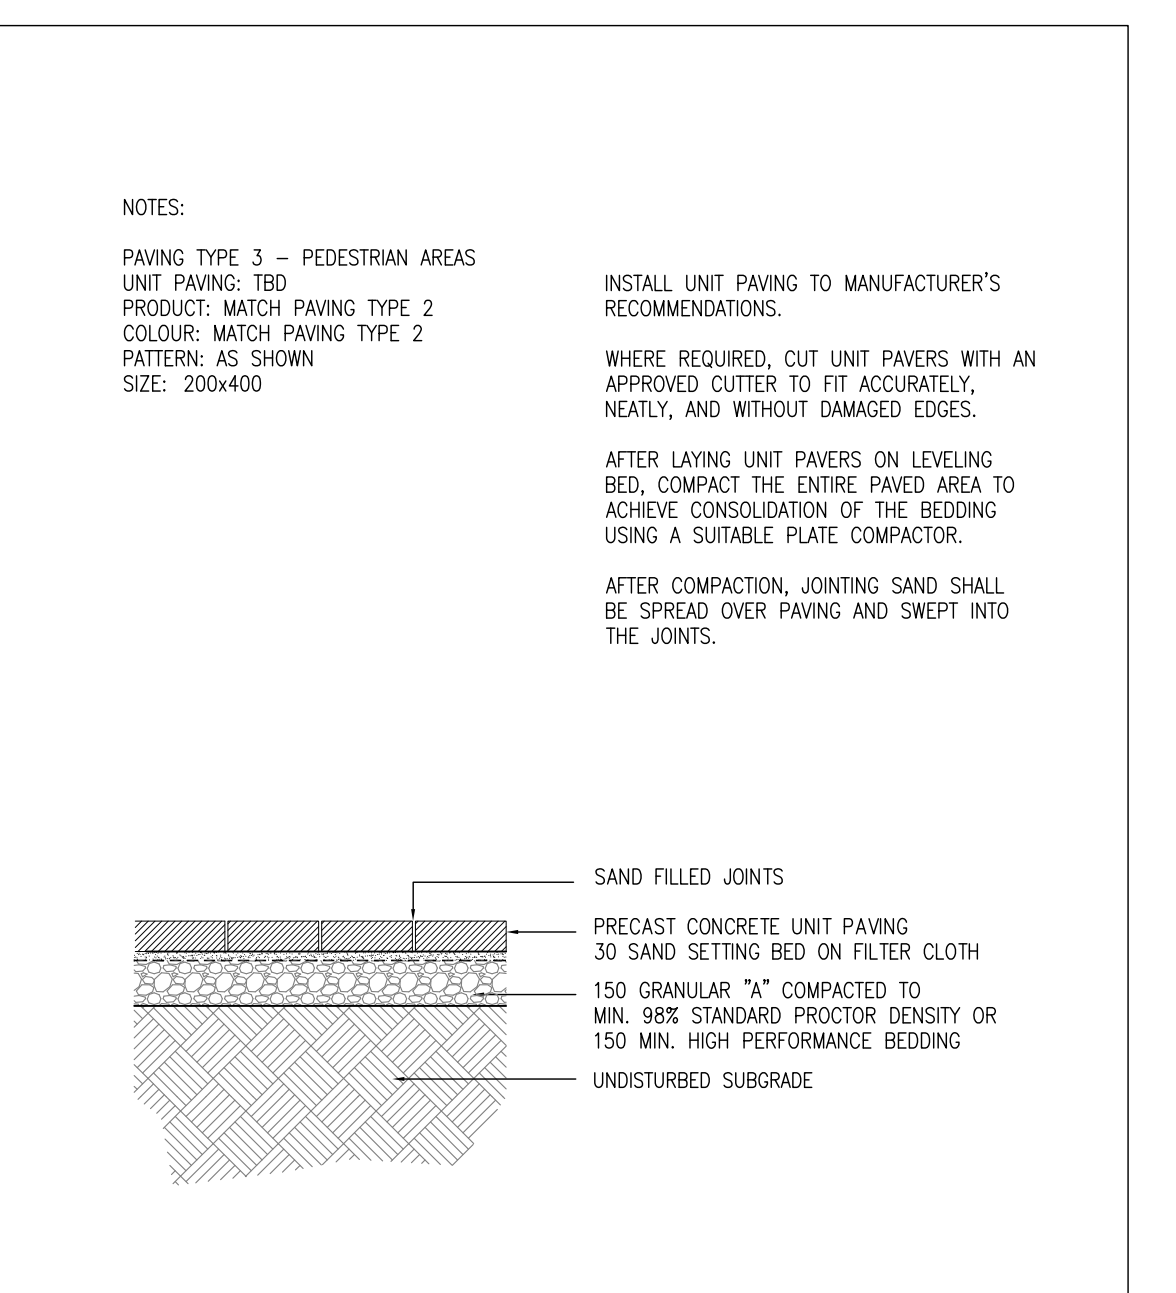 NOTES:
PAVING TYPE 3 – PEDESTRIAN AREAS
UNIT PAVING: TBD
PRODUCT: MATCH PAVING TYPE 2
COLOUR: MATCH PAVING TYPE 2
PATTERN: AS SHOWN
SIZE: 200x400
INSTALL UNIT PAVING TO MANUFACTURER'S
RECOMMENDATIONS.
WHERE REQUIRED, CUT UNIT PAVERS WITH AN
APPROVED CUTTER TO FIT ACCURATELY,
NEATLY, AND WITHOUT DAMAGED EDGES.
AFTER LAYING UNIT PAVERS ON LEVELING
BED, COMPACT THE ENTIRE PAVED AREA TO
ACHIEVE CONSOLIDATION OF THE BEDDING
USING A SUITABLE PLATE COMPACTOR.
AFTER COMPACTION, JOINTING SAND SHALL
BE SPREAD OVER PAVING AND SWEPT INTO
THE JOINTS.
SAND FILLED JOINTS
PRECAST CONCRETE UNIT PAVING
30 SAND SETTING BED ON FILTER CLOTH
150 GRANULAR "A" COMPACTED TO
MIN. 98% STANDARD PROCTOR DENSITY OR
150 MIN. HIGH PERFORMANCE BEDDING
UNDISTURBED SUBGRADE